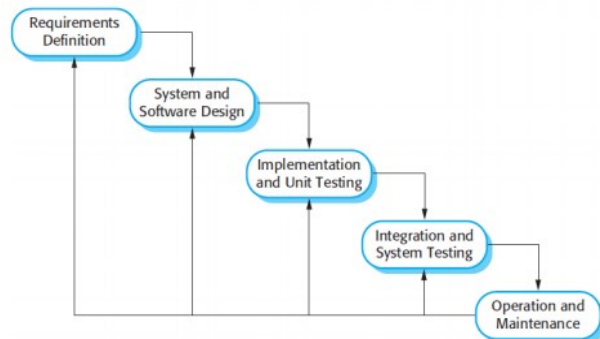 Requirements
Definition
System and
Software Design
Implementation
and Unit Testing
Integration and
System Testing
Operation and
Maintenance